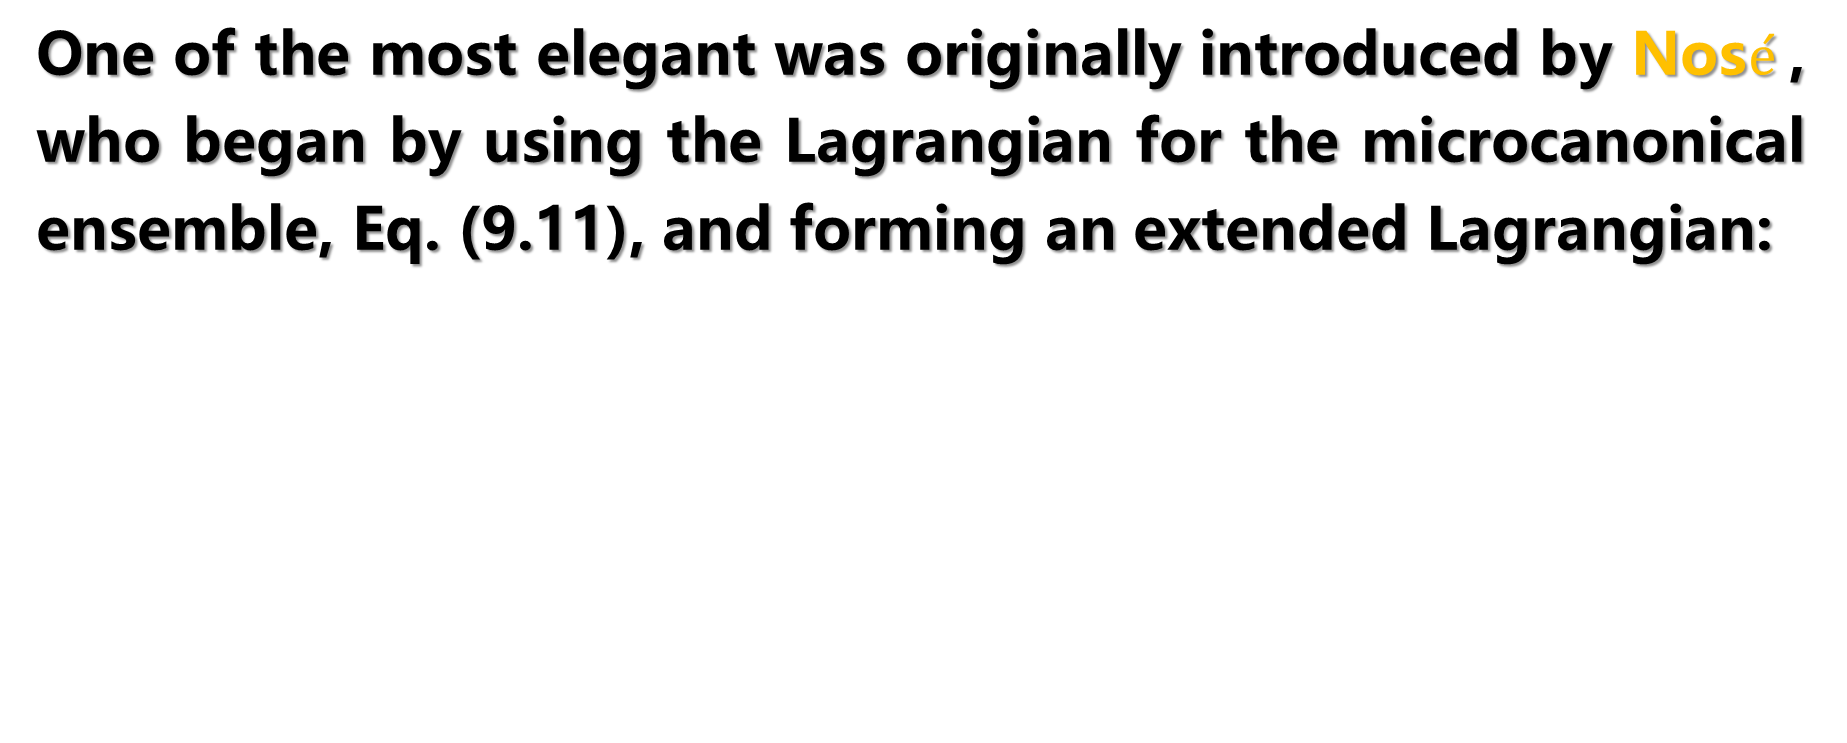 One of the most elegant was originally introduced by Nosé,
who began by using the Lagrangian for the microcanonical
ensemble, Eq. (9.11), and forming an extended Lagrangian: